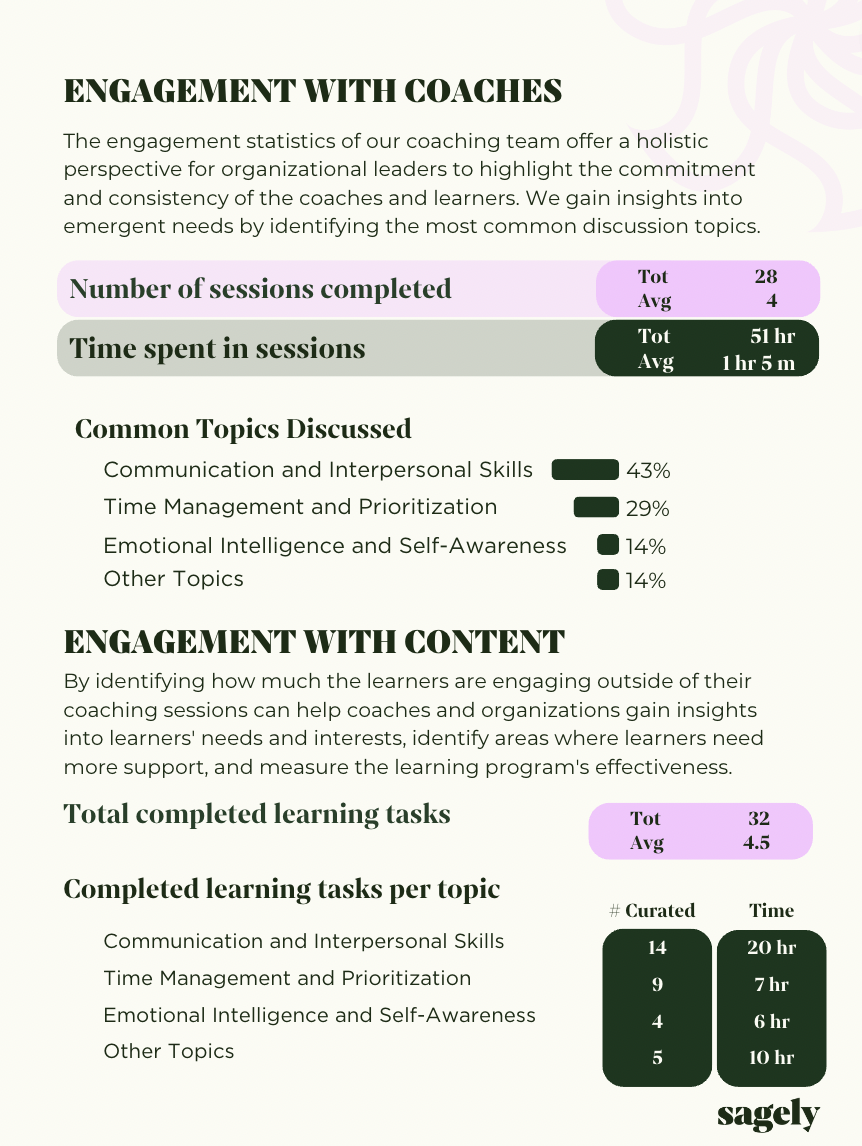 ENGAGEMENT WITH COACHES
The engagement statistics of our coaching team offer a holistic
perspective for organizational leaders to highlight the commitment
and consistency of the coaches and learners. We gain insights into
emergent needs by identifying the most common discussion topics.
Number of sessions completed
Tot 28
Avg 4
Time spent in sessions
Tot 51 hr
Avg 1 hr 5 m
Common Topics Discussed
Communication and Interpersonal Skills 43%
Time Management and Prioritization 29%
Emotional Intelligence and Self-Awareness 14%
Other Topics 14%
ENGAGEMENT WITH CONTENT
By identifying how much the learners are engaging outside of their
coaching sessions can help coaches and organizations gain insights
into learners' needs and interests, identify areas where learners need
more support, and measure the learning program's effectiveness.
Total completed learning tasks
Tot 32
Avg 4.5
Completed learning tasks per topic
# Curated Time
Communication and Interpersonal Skills 14 20 hr
Time Management and Prioritization 9 7 hr
Emotional Intelligence and Self-Awareness 4 6 hr
Other Topics 5 10 hr
sagely